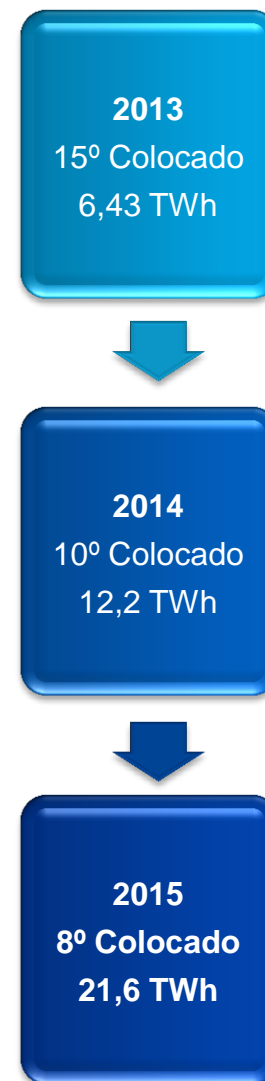 2013
15º Colocado
6,43 TWh
2014
10º Colocado
12,2 TWh
2015
8º Colocado
21,6 TWh